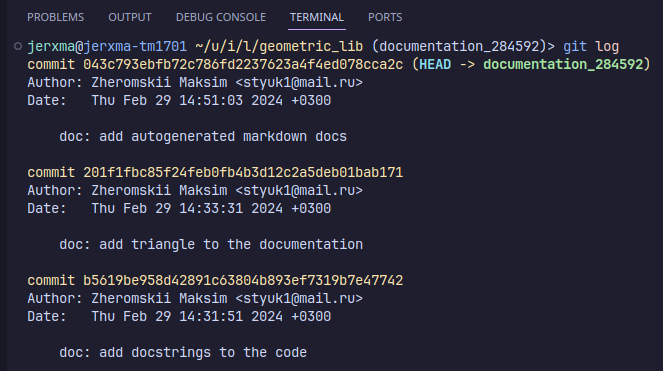 PROBLEMS OUTPUT DEBUG CONSOLE TERMINAL PORTS
jerxma@jerxma-tm1701 ~/u/i/l/geometric_lib (documentation_284592)> git log
commit 043c793ebfb72c786fd2237623a4f4ed078cca2c (HEAD -> documentation_284592)
Author: Zheromskii Maksim <styuk1@mail.ru>
Date:   Thu Feb 29 14:51:03 2024 +0300
    doc: add autogenerated markdown docs
commit 201f1fbc85f24feb0fb4b3d12c2a5deb01bab171
Author: Zheromskii Maksim <styuk1@mail.ru>
Date:   Thu Feb 29 14:33:31 2024 +0300
    doc: add triangle to the documentation
commit b5619be958d42891c63804b893ef7319b7e47742
Author: Zheromskii Maksim <styuk1@mail.ru>
Date:   Thu Feb 29 14:31:51 2024 +0300
    doc: add docstrings to the code